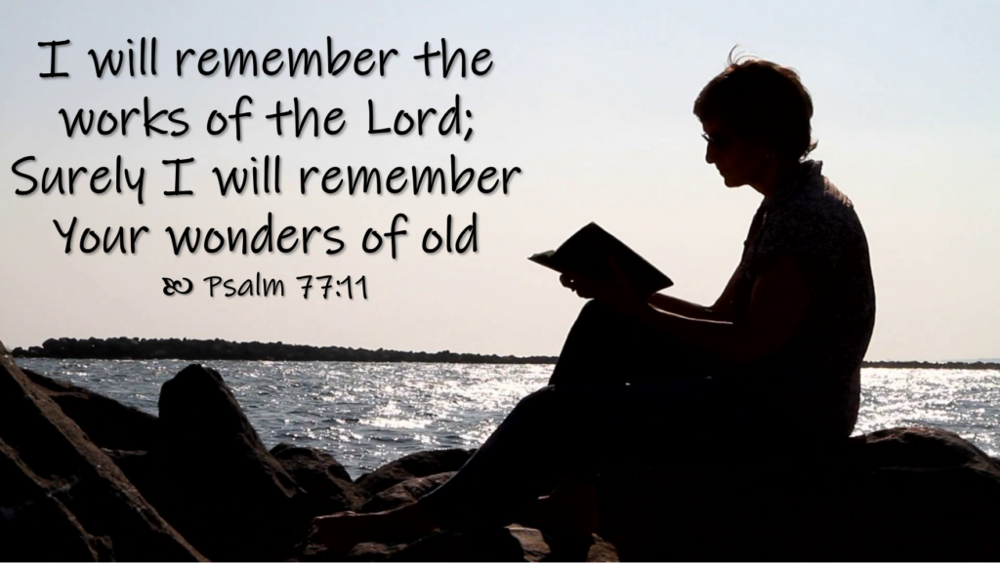 I will remember the
works of the Lord;
Surely I will remember
Your wonders of old
Psalm 77:11